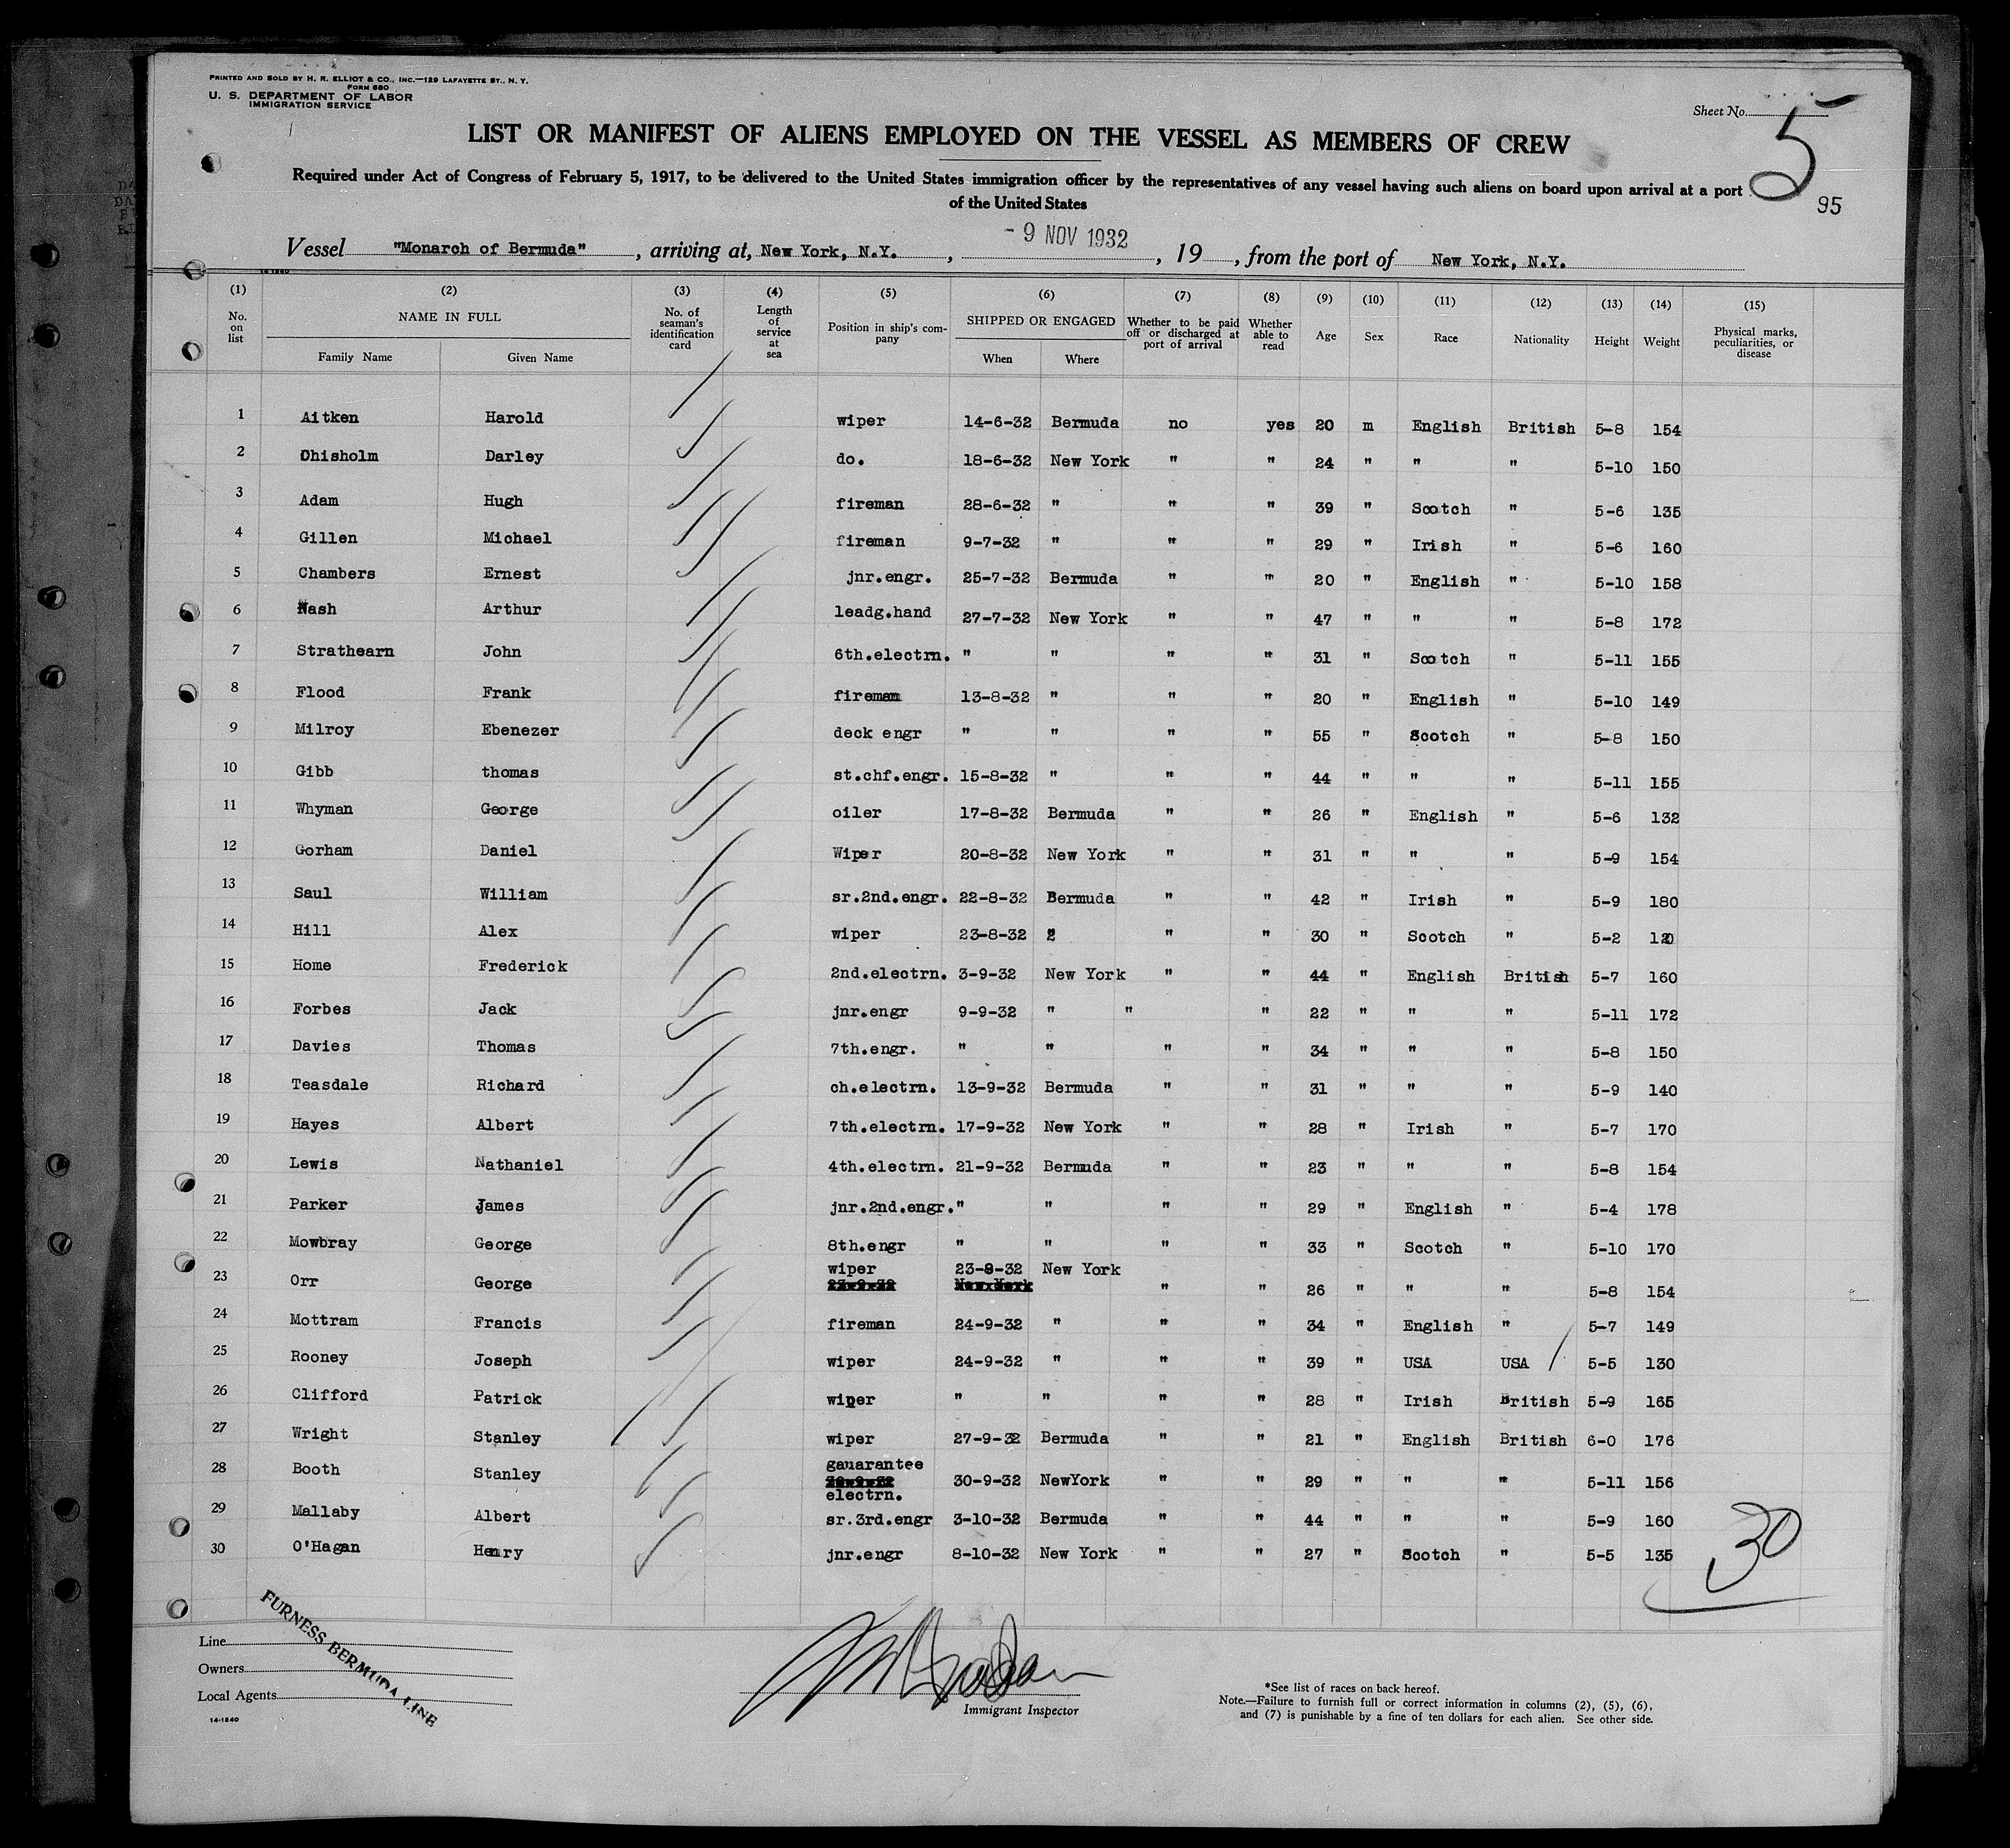 PRINTED AND SOLD BY H. R. ELLIOT & CO., INC.—129 LAFAYETTE ST., N. Y.
FORM 680
U. S. DEPARTMENT OF LABOR
IMMIGRATION SERVICE
Sheet No. 5
LIST OR MANIFEST OF ALIENS EMPLOYED ON THE VESSEL AS MEMBERS OF CREW
Required under Act of Congress of February 5, 1917, to be delivered to the United States immigration officer by the representatives of any vessel having such aliens on board upon arrival at a port
of the United States
95
Vessel "Monarch of Bermuda", arriving at, New York, N.Y., - 9 NOV 1932, 19, from the port of New York, N.Y.
14-1240
(1) (2) (3) (4) (5) (6) (7) (8) (9) (10) (11) (12) (13) (14) (15)
No. on list NAME IN FULL Family Name Given Name No. of seaman's identification card Length of service at sea Position in ship's company SHIPPED OR ENGAGED When Where Whether to be paid off or discharged at port of arrival Whether able to read Age Sex Race Nationality Height Weight Physical marks, peculiarities, or disease
1 Aitken Harold wiper 14-6-32 Bermuda no yes 20 m English British 5-8 154
2 Chisholm Darley do. 18-6-32 New York " " 24 " " " 5-10 150
3 Adam Hugh fireman 28-6-32 " " " 39 " Scotch " 5-6 135
4 Gillen Michael fireman 9-7-32 " " " 29 " Irish " 5-6 160
5 Chambers Ernest jnr.engr. 25-7-32 Bermuda " " 20 " English " 5-10 158
6 Nash Arthur leadg.hand 27-7-32 New York " " 47 " " " 5-8 172
7 Strathearn John 6th.electrn. " " " " 31 " Scotch " 5-11 155
8 Flood Frank fireman 13-8-32 " " " 20 " English " 5-10 149
9 Milroy Ebenezer deck engr " " " " 55 " Scotch " 5-8 150
10 Gibb thomas st.chf.engr. 15-8-32 " " " 44 " " " 5-11 155
11 Whyman George oiler 17-8-32 Bermuda " " 26 " English " 5-6 132
12 Gorham Daniel Wiper 20-8-32 New York " " 31 " " " 5-9 154
13 Saul William sr.2nd.engr. 22-8-32 Bermuda " " 42 " Irish " 5-9 180
14 Hill Alex wiper 23-8-32 " " " 30 " Scotch " 5-2 120
15 Home Frederick 2nd.electrn. 3-9-32 New York " " 44 " English British 5-7 160
16 Forbes Jack jnr.engr 9-9-32 " " " 22 " " " 5-11 172
17 Davies Thomas 7th.engr. " " " " 34 " " " 5-8 150
18 Teasdale Richard ch.electrn. 13-9-32 Bermuda " " 31 " " " 5-9 140
19 Hayes Albert 7th.electrn. 17-9-32 New York " " 28 " Irish " 5-7 170
20 Lewis Nathaniel 4th.electrn. 21-9-32 Bermuda " " 23 " " " 5-8 154
21 Parker James jnr.2nd.engr. " " " " 29 " English " 5-4 178
22 Mowbray George 8th.engr " " " " 33 " Scotch " 5-10 170
wiper 23-9-32 New York
23 Orr George 23-9-32 New York " " 26 " " " 5-8 154
24 Mottram Francis fireman 24-9-32 " " " 34 " English " 5-7 149
25 Rooney Joseph wiper 24-9-32 " " " 39 " USA USA 5-5 130
26 Clifford Patrick wiper " " " " 28 " Irish British 5-9 165
27 Wright Stanley wiper 27-9-32 Bermuda " " 21 " English British 6-0 176
gauarantee
28 Booth Stanley 30-9-32 30-9-32 NewYork " " 29 " " " 5-11 156
electrn.
29 Mallaby Albert sr.3rd.engr 3-10-32 Bermuda " " 44 " " " 5-9 160
30 O'Hagan Henry jnr.engr 8-10-32 New York " " 27 " Scotch " 5-5 135
30
FURNESS BERMUDA LINE
Line
Owners
Local Agents
14-1240
Immigrant Inspector
*See list of races on back hereof.
Note.—Failure to furnish full or correct information in columns (2), (5), (6),
and (7) is punishable by a fine of ten dollars for each alien. See other side.